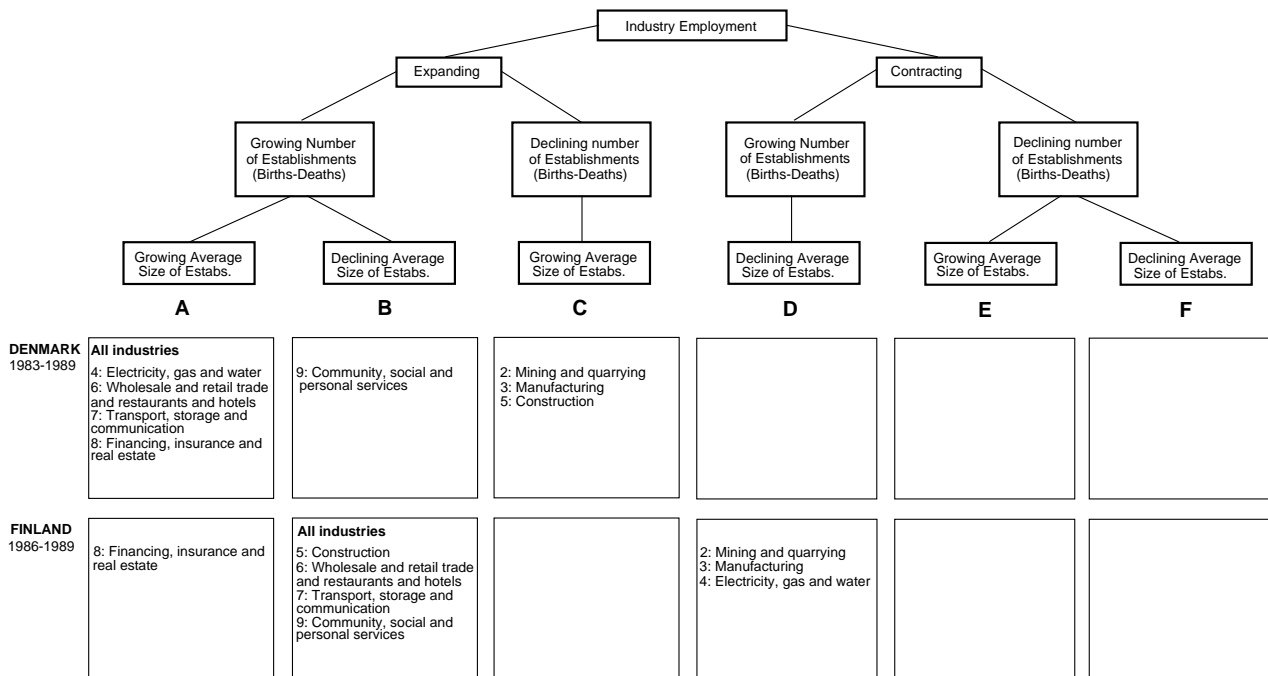 Industry Employment
Expanding
Contracting
Growing Number
of Establishments
(Births-Deaths)
Declining number
of Establishments
(Births-Deaths)
Growing Number
of Establishments
(Births-Deaths)
Declining number
of Establishments
(Births-Deaths)
Growing Average
Size of Estabs.
Declining Average
Size of Estabs.
Growing Average
Size of Estabs.
Declining Average
Size of Estabs.
Growing Average
Size of Estabs.
Declining Average
Size of Estabs.
A
B
C
D
E
F
DENMARK
1983-1989
All industries
4: Electricity, gas and water
6: Wholesale and retail trade
and restaurants and hotels
7: Transport, storage and
communication
8: Financing, insurance and
real estate
9: Community, social and
personal services
2: Mining and quarrying
3: Manufacturing
5: Construction
FINLAND
1986-1989
8: Financing, insurance and
real estate
All industries
5: Construction
6: Wholesale and retail trade
and restaurants and hotels
7: Transport, storage and
communication
9: Community, social and
personal services
2: Mining and quarrying
3: Manufacturing
4: Electricity, gas and water